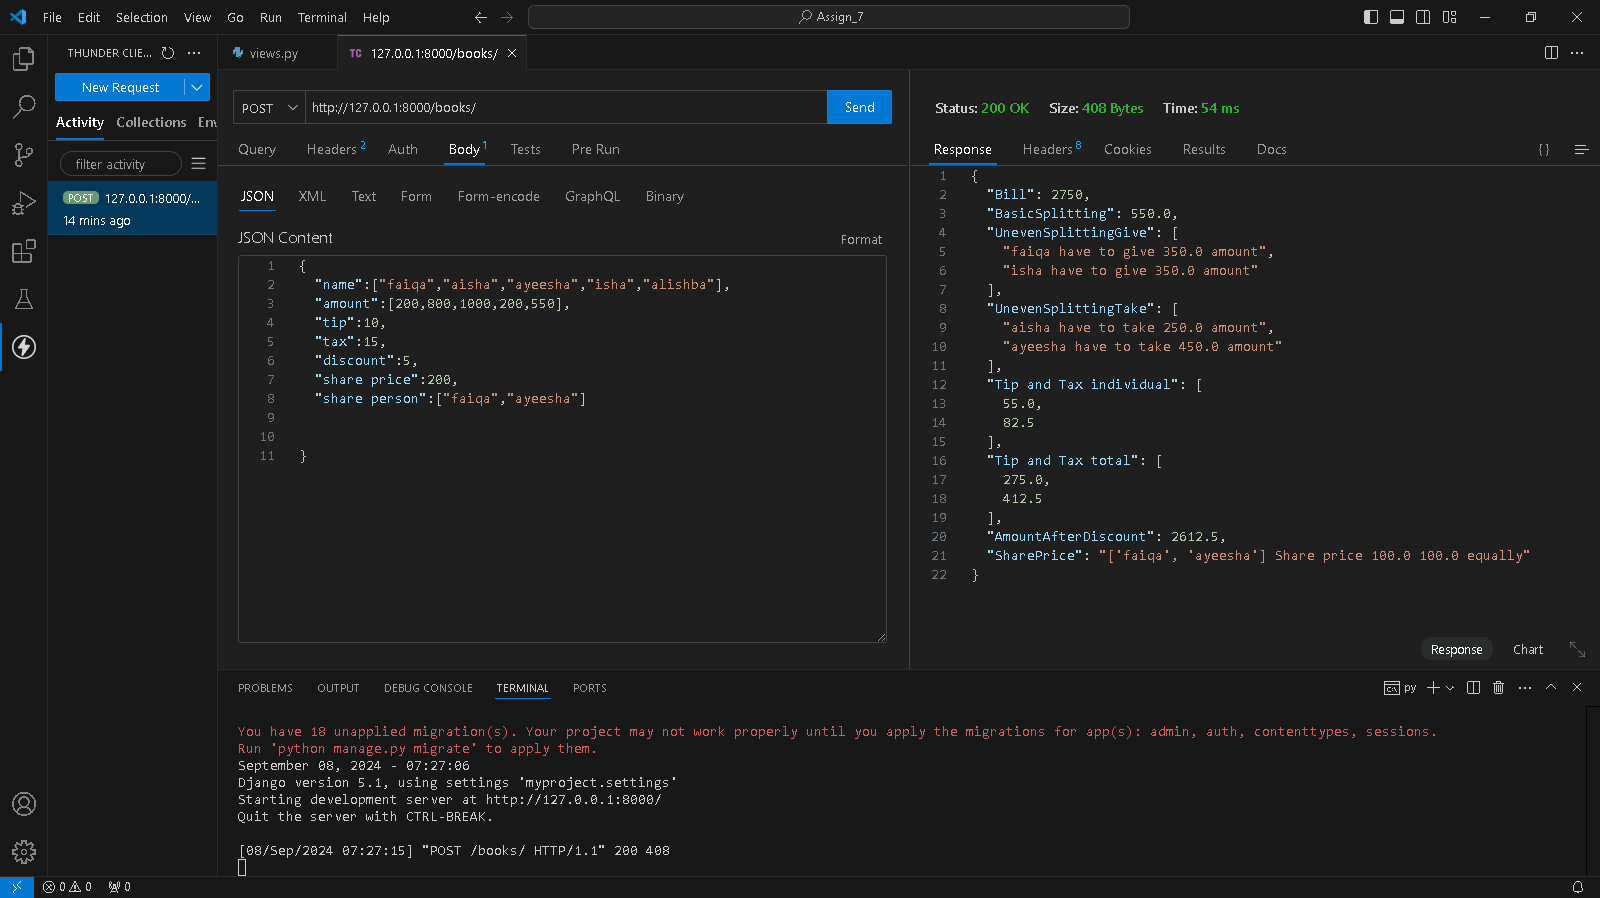 File Edit Selection View Go Run Terminal Help
Assign_7
THUNDER CLIE...
New Request
Activity Collections Env
filter activity
POST 127.0.0.1:8000/...
14 mins ago
views.py
TC 127.0.0.1:8000/books/
POST http://127.0.0.1:8000/books/ Send
Query Headers 2 Auth Body 1 Tests Pre Run
JSON XML Text Form Form-encode GraphQL Binary
JSON Content
Format
1 {
2 "name":["faiqa","aisha","ayeesha","isha","alishba"],
3 "amount":[200,800,1000,200,550],
4 "tip":10,
5 "tax":15,
6 "discount":5,
7 "share price":200,
8 "share person":["faiqa","ayeesha"]
9
10
11 }
Status: 200 OK Size: 408 Bytes Time: 54 ms
Response Headers 8 Cookies Results Docs {}
1 {
2 "Bill": 2750,
3 "BasicSplitting": 550.0,
4 "UnevenSplittingGive": [
5 "faiqa have to give 350.0 amount",
6 "isha have to give 350.0 amount"
7 ],
8 "UnevenSplittingTake": [
9 "aisha have to take 250.0 amount",
10 "ayeesha have to take 450.0 amount"
11 ],
12 "Tip and Tax individual": [
13 55.0,
14 82.5
15 ],
16 "Tip and Tax total": [
17 275.0,
18 412.5
19 ],
20 "AmountAfterDiscount": 2612.5,
21 "SharePrice": "['faiqa', 'ayeesha'] Share price 100.0 100.0 equally"
22 }
Response Chart
PROBLEMS OUTPUT DEBUG CONSOLE TERMINAL PORTS
py
You have 18 unapplied migration(s). Your project may not work properly until you apply the migrations for app(s): admin, auth, contenttypes, sessions.
Run 'python manage.py migrate' to apply them.
September 08, 2024 - 07:27:06
Django version 5.1, using settings 'myproject.settings'
Starting development server at http://127.0.0.1:8000/
Quit the server with CTRL-BREAK.
[08/Sep/2024 07:27:15] "POST /books/ HTTP/1.1" 200 408
0 0 0